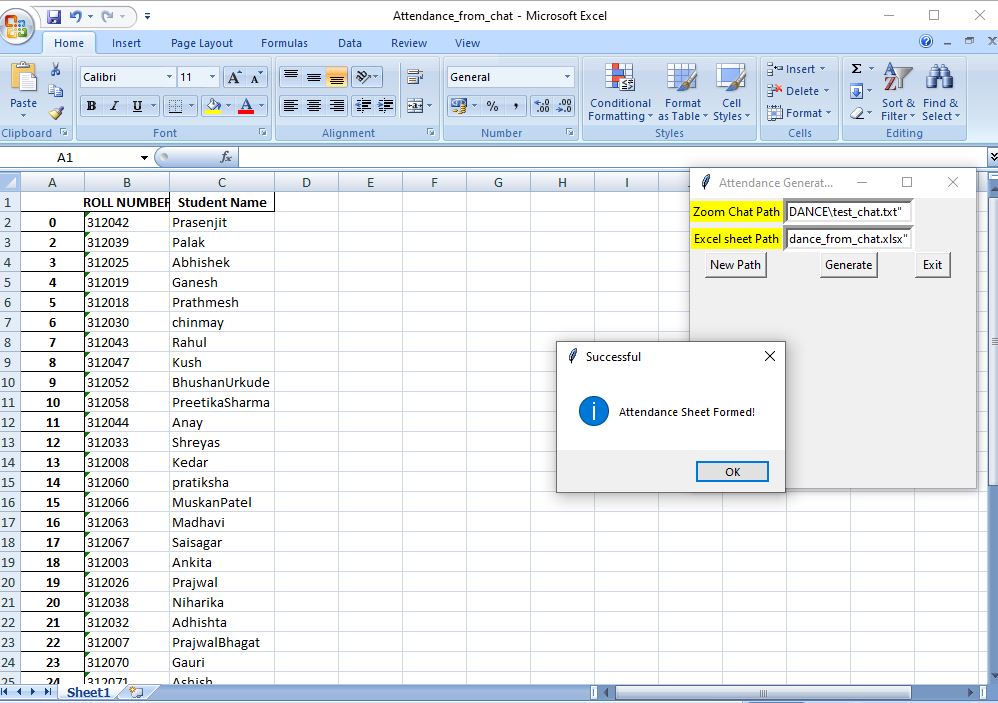 Attendance_from_chat - Microsoft Excel
Home Insert Page Layout Formulas Data Review View
Paste
Calibri 11
B I U
General
% ,
Conditional Formatting
Format as Table
Cell Styles
Insert
Delete
Format
Σ
Sort & Filter
Find & Select
Clipboard Font Alignment Number Styles Cells Editing
A1 fx
A B C D E F G H I
1 ROLL NUMBER Student Name
2 0 312042 Prasenjit
3 2 312039 Palak
4 3 312025 Abhishek
5 4 312019 Ganesh
6 5 312018 Prathmesh
7 6 312030 chinmay
8 7 312043 Rahul
9 8 312047 Kush
10 9 312052 BhushanUrkude
11 10 312058 PreetikaSharma
12 11 312044 Anay
13 12 312033 Shreyas
14 13 312008 Kedar
15 14 312060 pratiksha
16 15 312066 MuskanPatel
17 16 312063 Madhavi
18 17 312067 Saisagar
19 18 312003 Ankita
20 19 312026 Prajwal
21 20 312038 Niharika
22 21 312032 Adhishta
23 22 312007 PrajwalBhagat
24 23 312070 Gauri
25 24 312071 Ashish
Sheet1
Attendance Generat...
Zoom Chat Path DANCE\test_chat.txt"
Excel sheet Path dance_from_chat.xlsx"
New Path Generate Exit
Successful
Attendance Sheet Formed!
OK